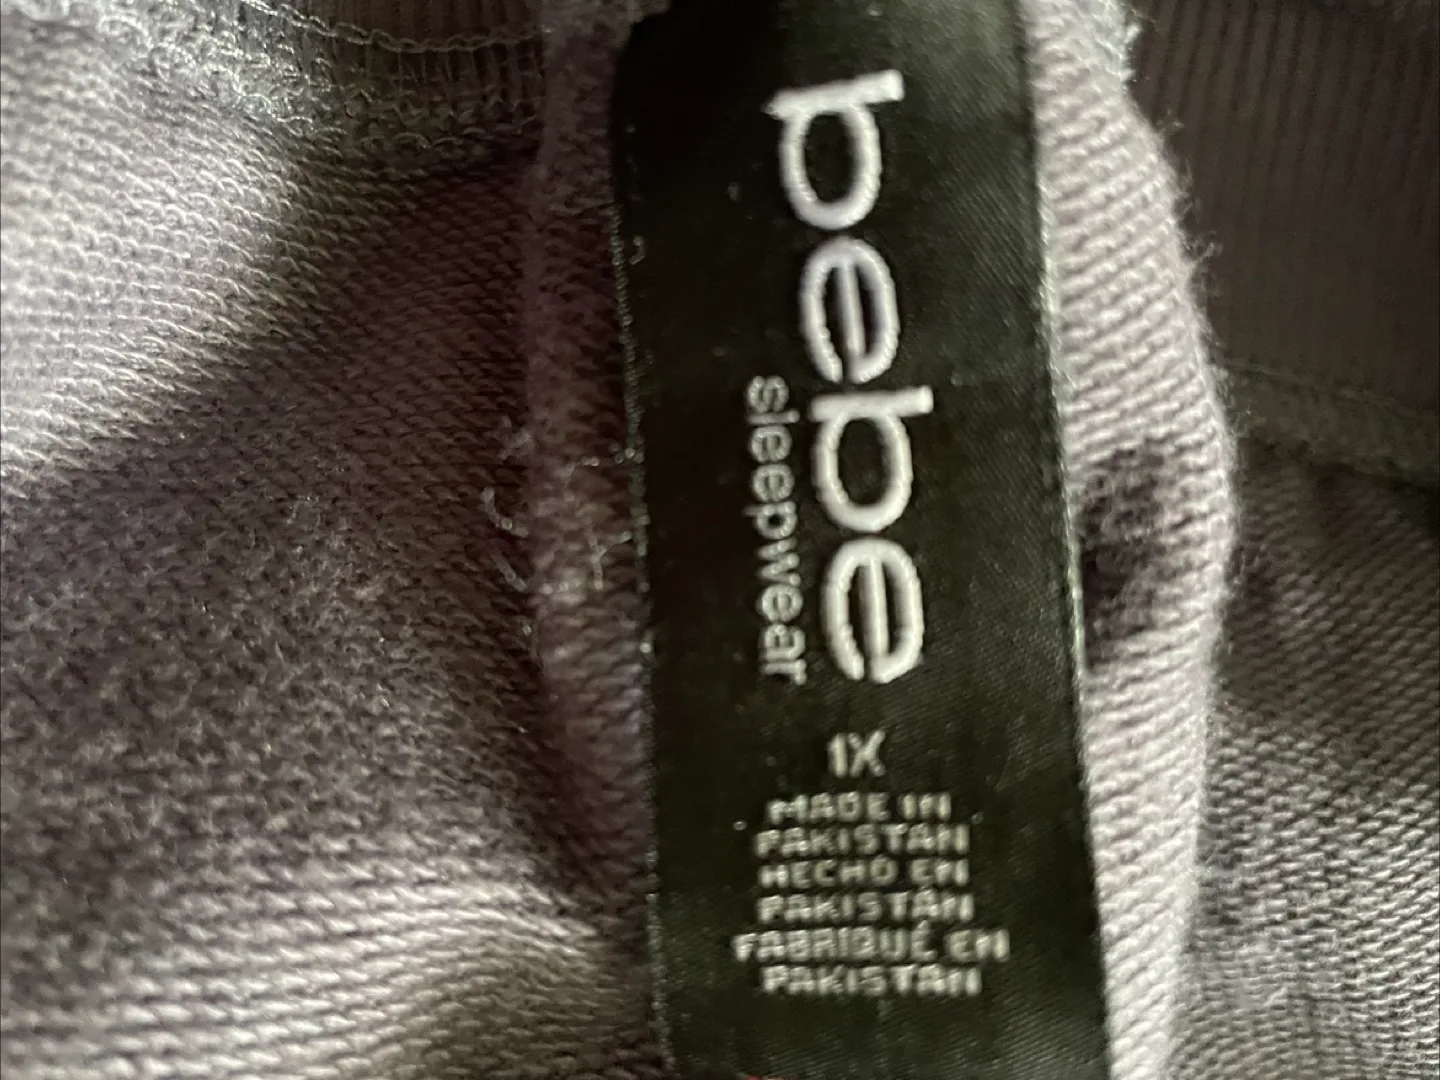 bebe
sleepwear
1X
MADE IN
PAKISTAN
HECHO EN
PAKISTÁN
FABRIQUÉ EN
PAKISTAN